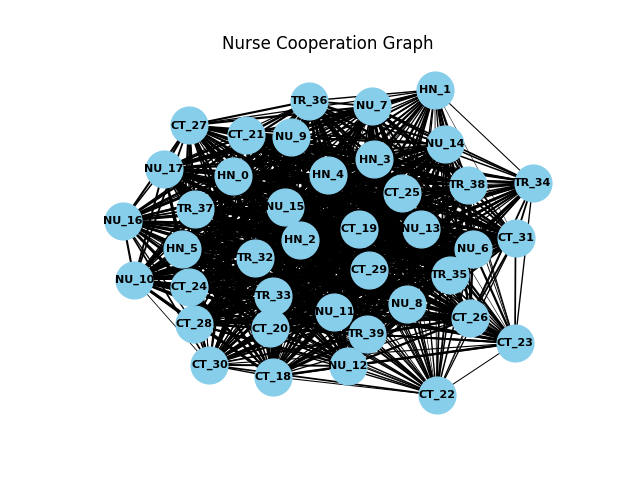 Nurse Cooperation Graph
HN_1
TR_36
NU_7
CT_27
CT_21
NU_9
NU_14
HN_3
NU_17
HN_0
HN_4
TR_38
TR_34
CT_25
TR_37
NU_15
NU_16
CT_19
NU_13
HN_2
CT_31
HN_5
NU_6
TR_32
CT_29
TR_35
NU_10
CT_24
TR_33
NU_8
NU_11
CT_26
CT_28
CT_20
TR_39
CT_23
CT_30
NU_12
CT_18
CT_22